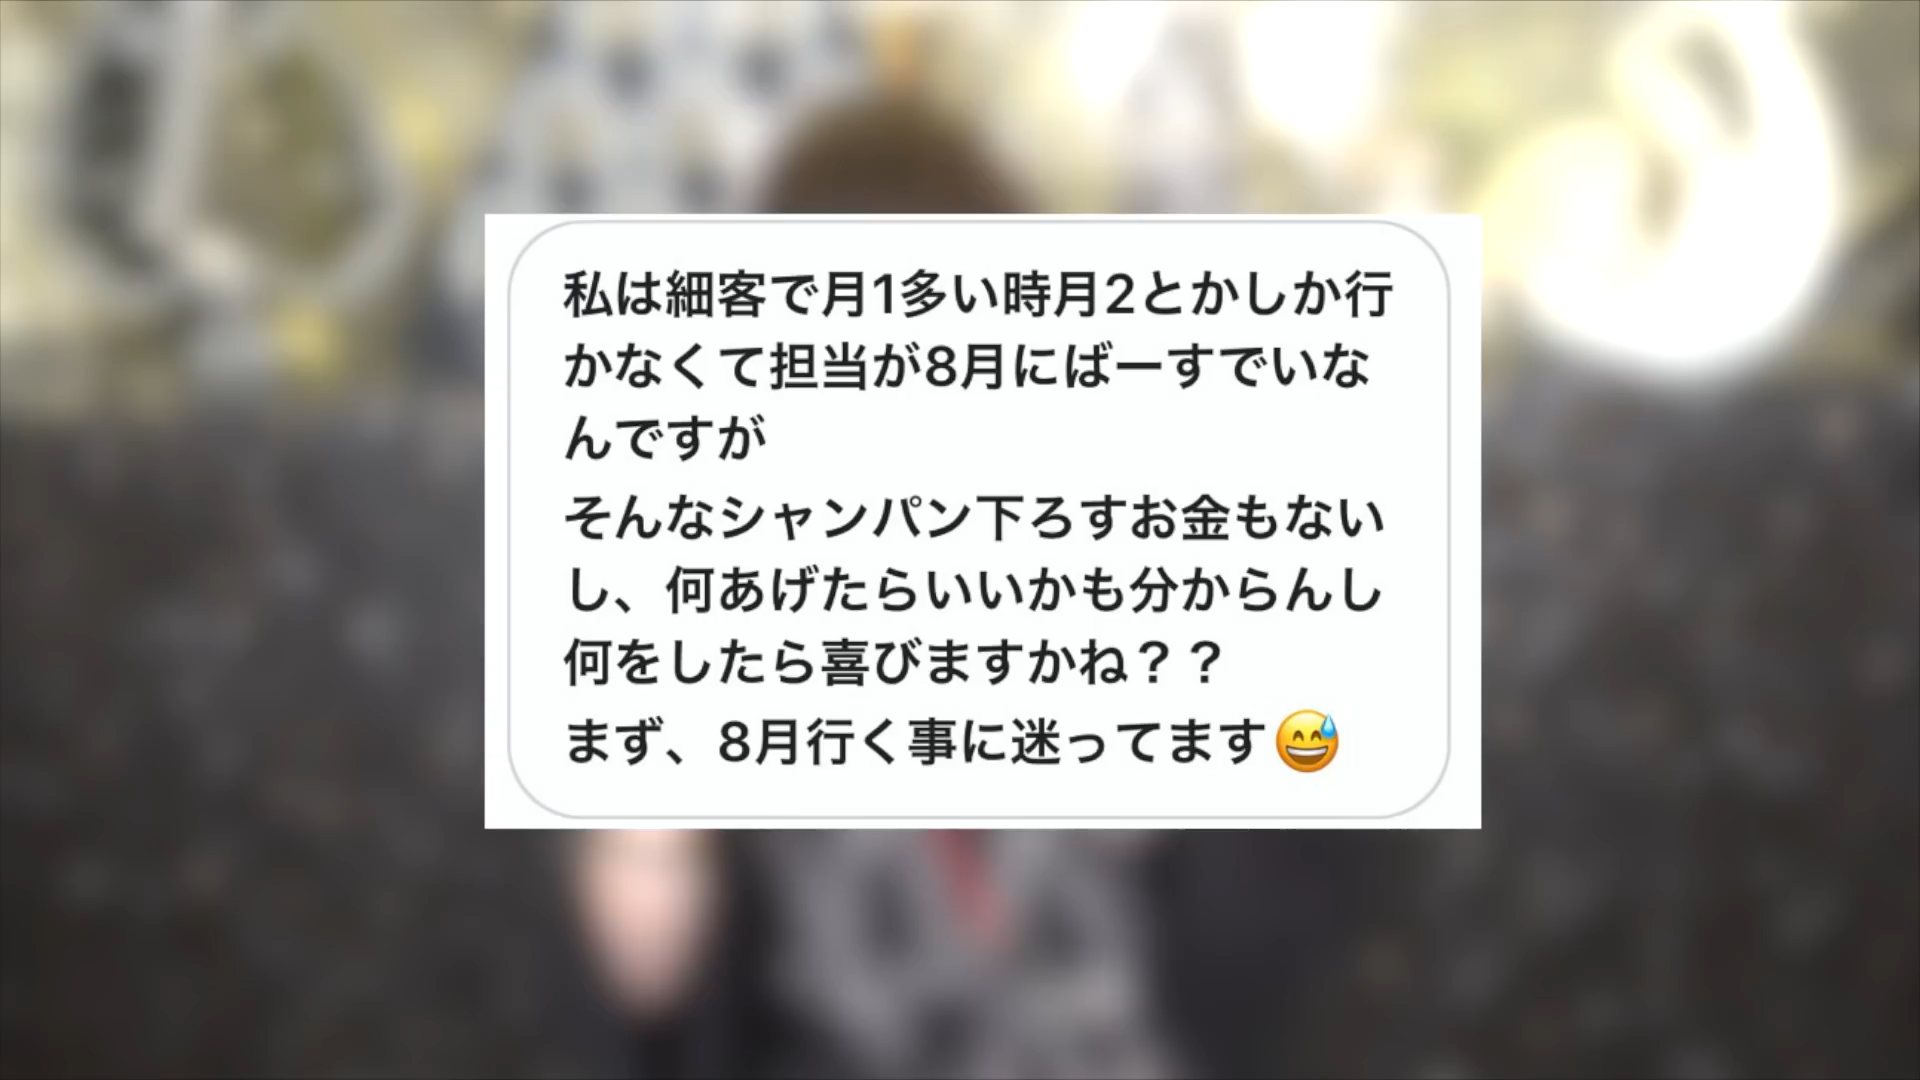 私は細客で月1多い時月2とかしか行
かなくて担当が8月にばーすでいな
んですが
そんなシャンパン下ろすお金もない
し、何あげたらいいかも分からんし
何をしたら喜びますかね？？
まず、8月行く事に迷ってます😅